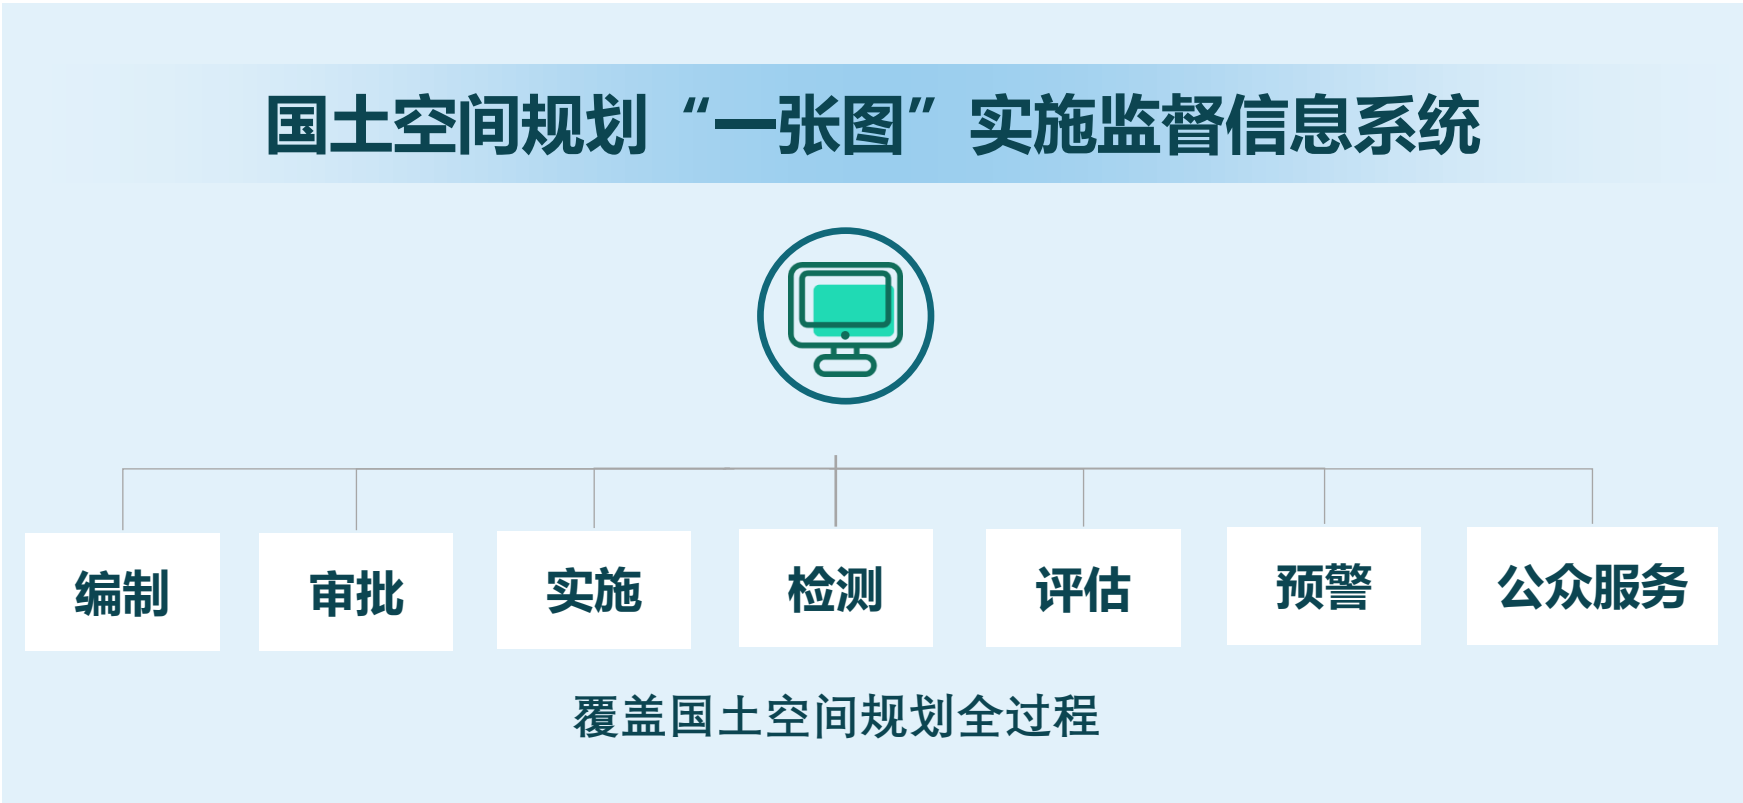 国土空间规划“一张图”实施监督信息系统
编制
审批
实施
检测
评估
预警
公众服务
覆盖国土空间规划全过程